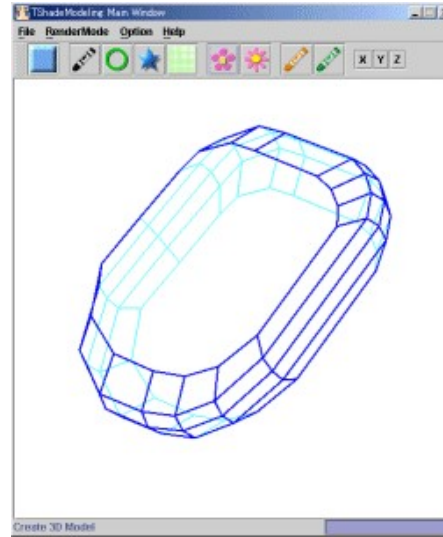 TShadeModeling Main Window
File RenderMode Option Help
X Y Z
Create 3D Model